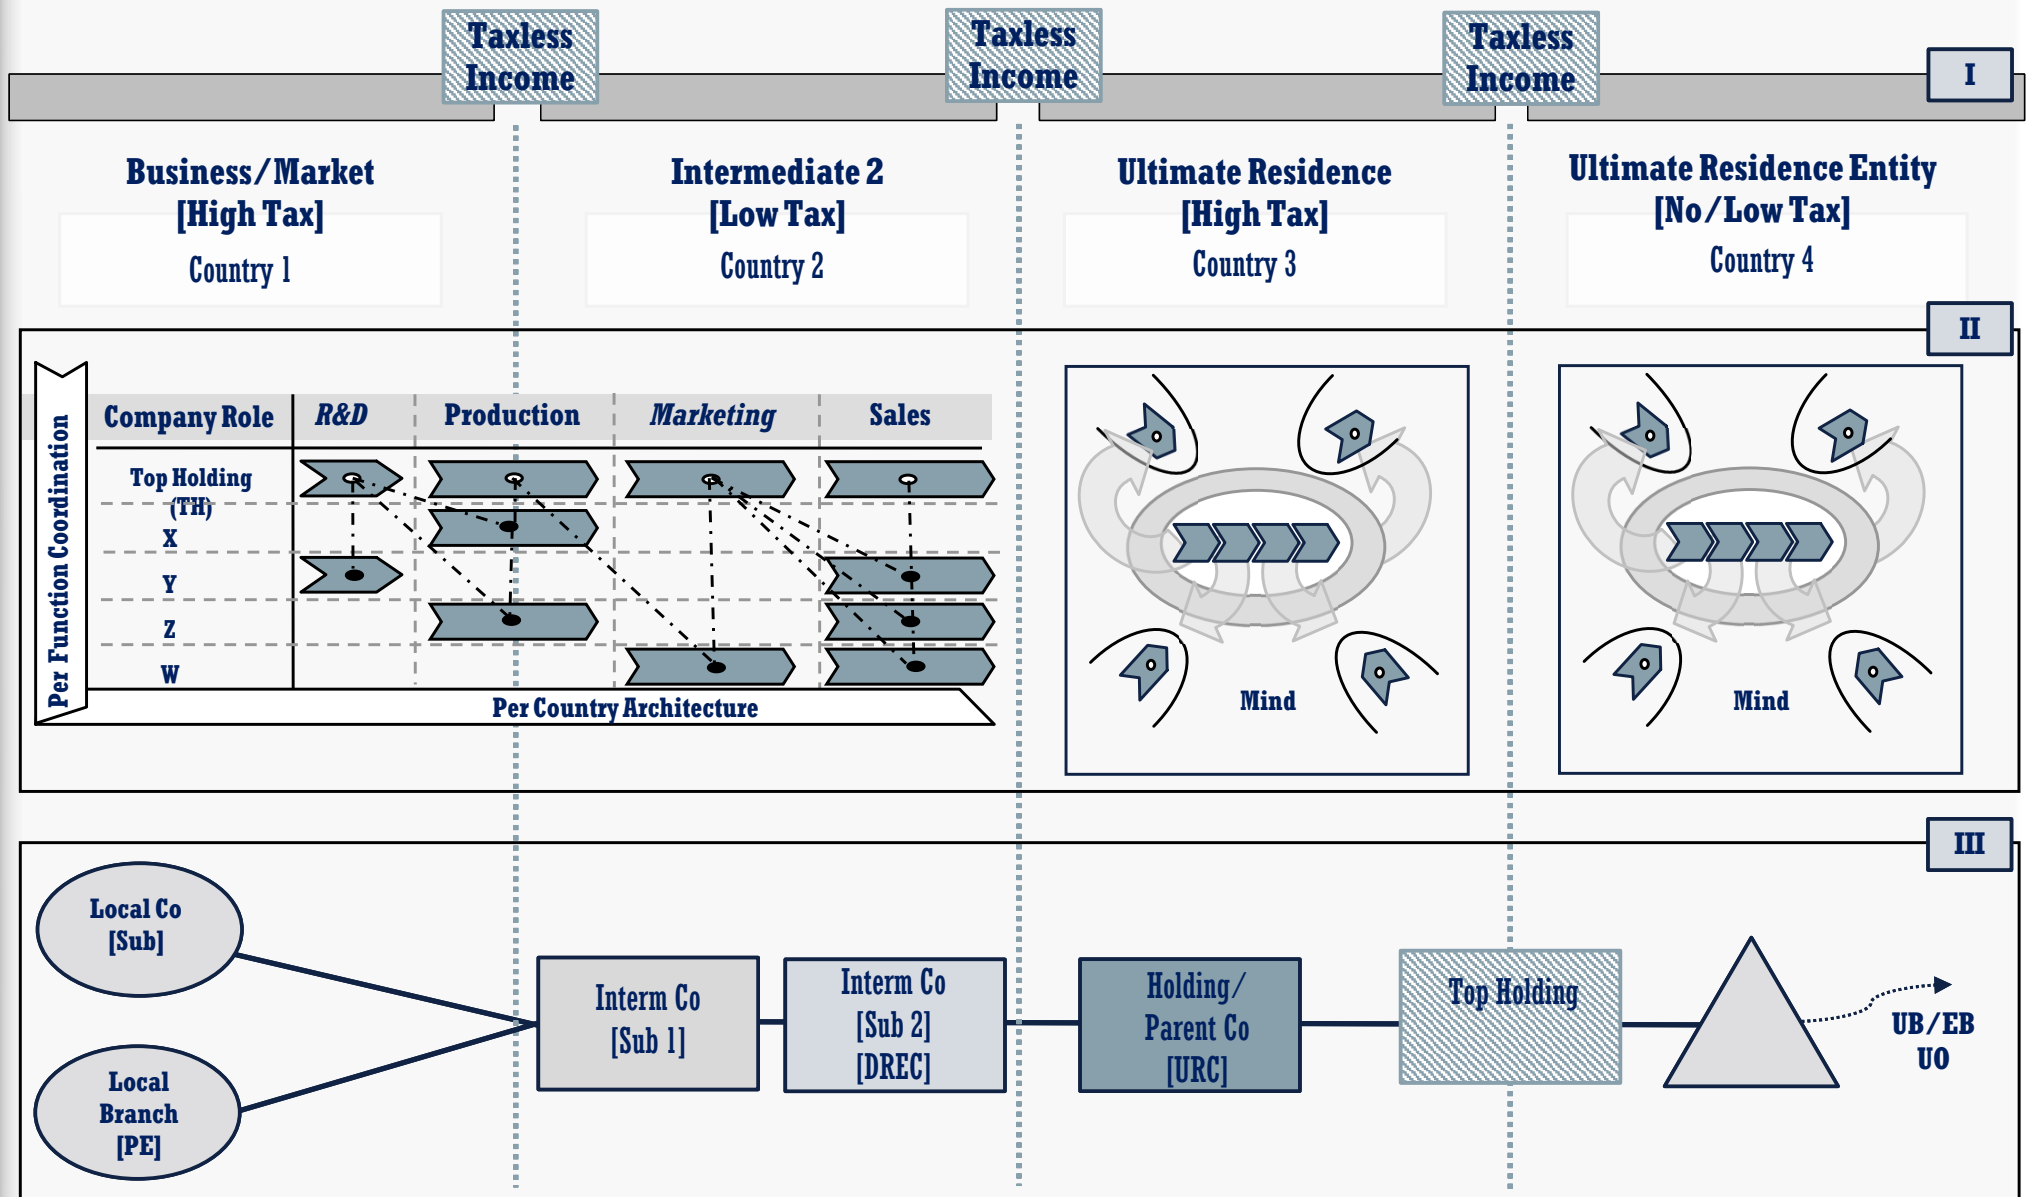 Taxless
Income
Taxless
Income
Taxless
Income
I
Business/Market
[High Tax]
Country 1
Intermediate 2
[Low Tax]
Country 2
Ultimate Residence
[High Tax]
Country 3
Ultimate Residence Entity
[No/Low Tax]
Country 4
II
Per Function Coordination
Company Role
R&D
Production
Marketing
Sales
Top Holding
(TH)
X
Y
Z
W
Per Country Architecture
Mind
Mind
III
Local Co
[Sub]
Local
Branch
[PE]
Interm Co
[Sub 1]
Interm Co
[Sub 2]
[DREC]
Holding/
Parent Co
[URC]
Top Holding
UB/EB
UO